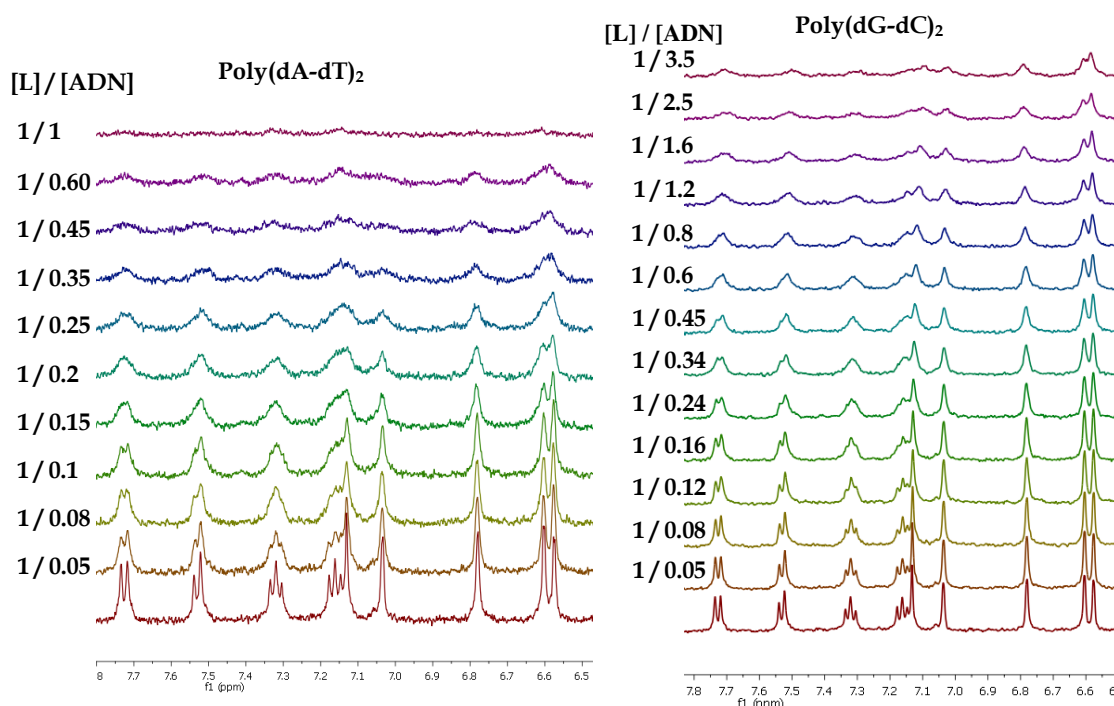 [L] / [ADN]
Poly(dA-dT)2
1 / 1
1 / 0.60
1 / 0.45
1 / 0.35
1 / 0.25
1 / 0.2
1 / 0.15
1 / 0.1
1 / 0.08
1 / 0.05
8 7.7 7.6 7.5 7.4 7.3 7.2 7.1 7.0 6.9 6.8 6.7 6.6 6.5
f1 (ppm)
[L] / [ADN]
Poly(dG-dC)2
1 / 3.5
1 / 2.5
1 / 1.6
1 / 1.2
1 / 0.8
1 / 0.6
1 / 0.45
1 / 0.34
1 / 0.24
1 / 0.16
1 / 0.12
1 / 0.08
1 / 0.05
7.8 7.7 7.6 7.5 7.4 7.3 7.2 7.1 7.0 6.9 6.8 6.7 6.6
f1 (ppm)